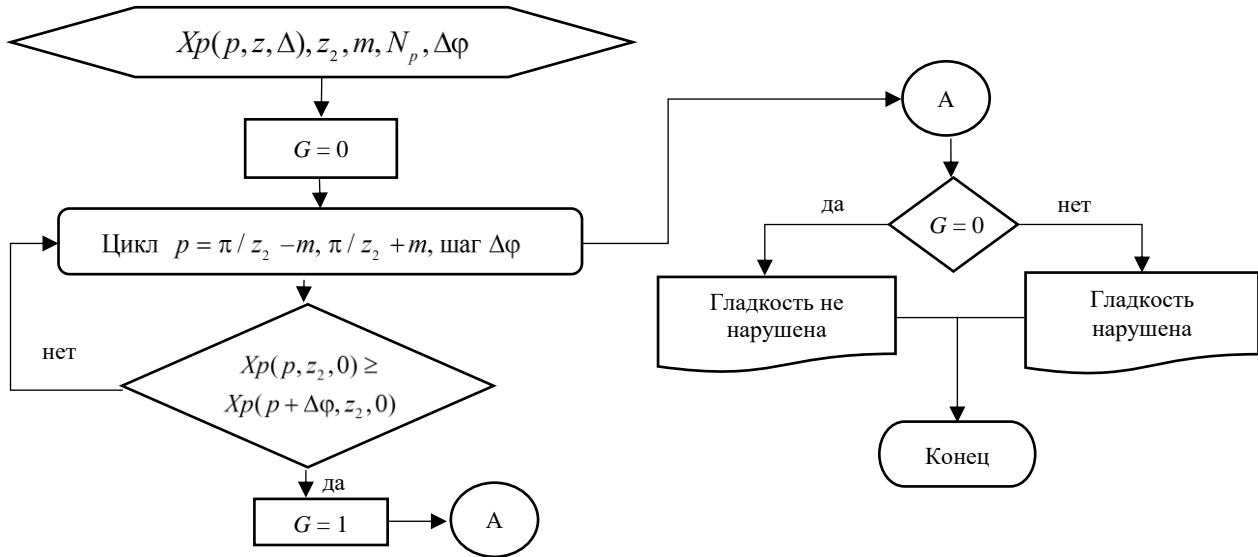 Xp(p, z, Δ), z₂, m, Nₚ, Δφ
G = 0
Цикл p = π / z₂ – m, π / z₂ + m, шаг Δφ
нет
Xp(p, z₂, 0) ≥
Xp(p + Δφ, z₂, 0)
да
G = 1
А
А
да
G = 0
нет
Гладкость не
нарушена
Гладкость
нарушена
Конец